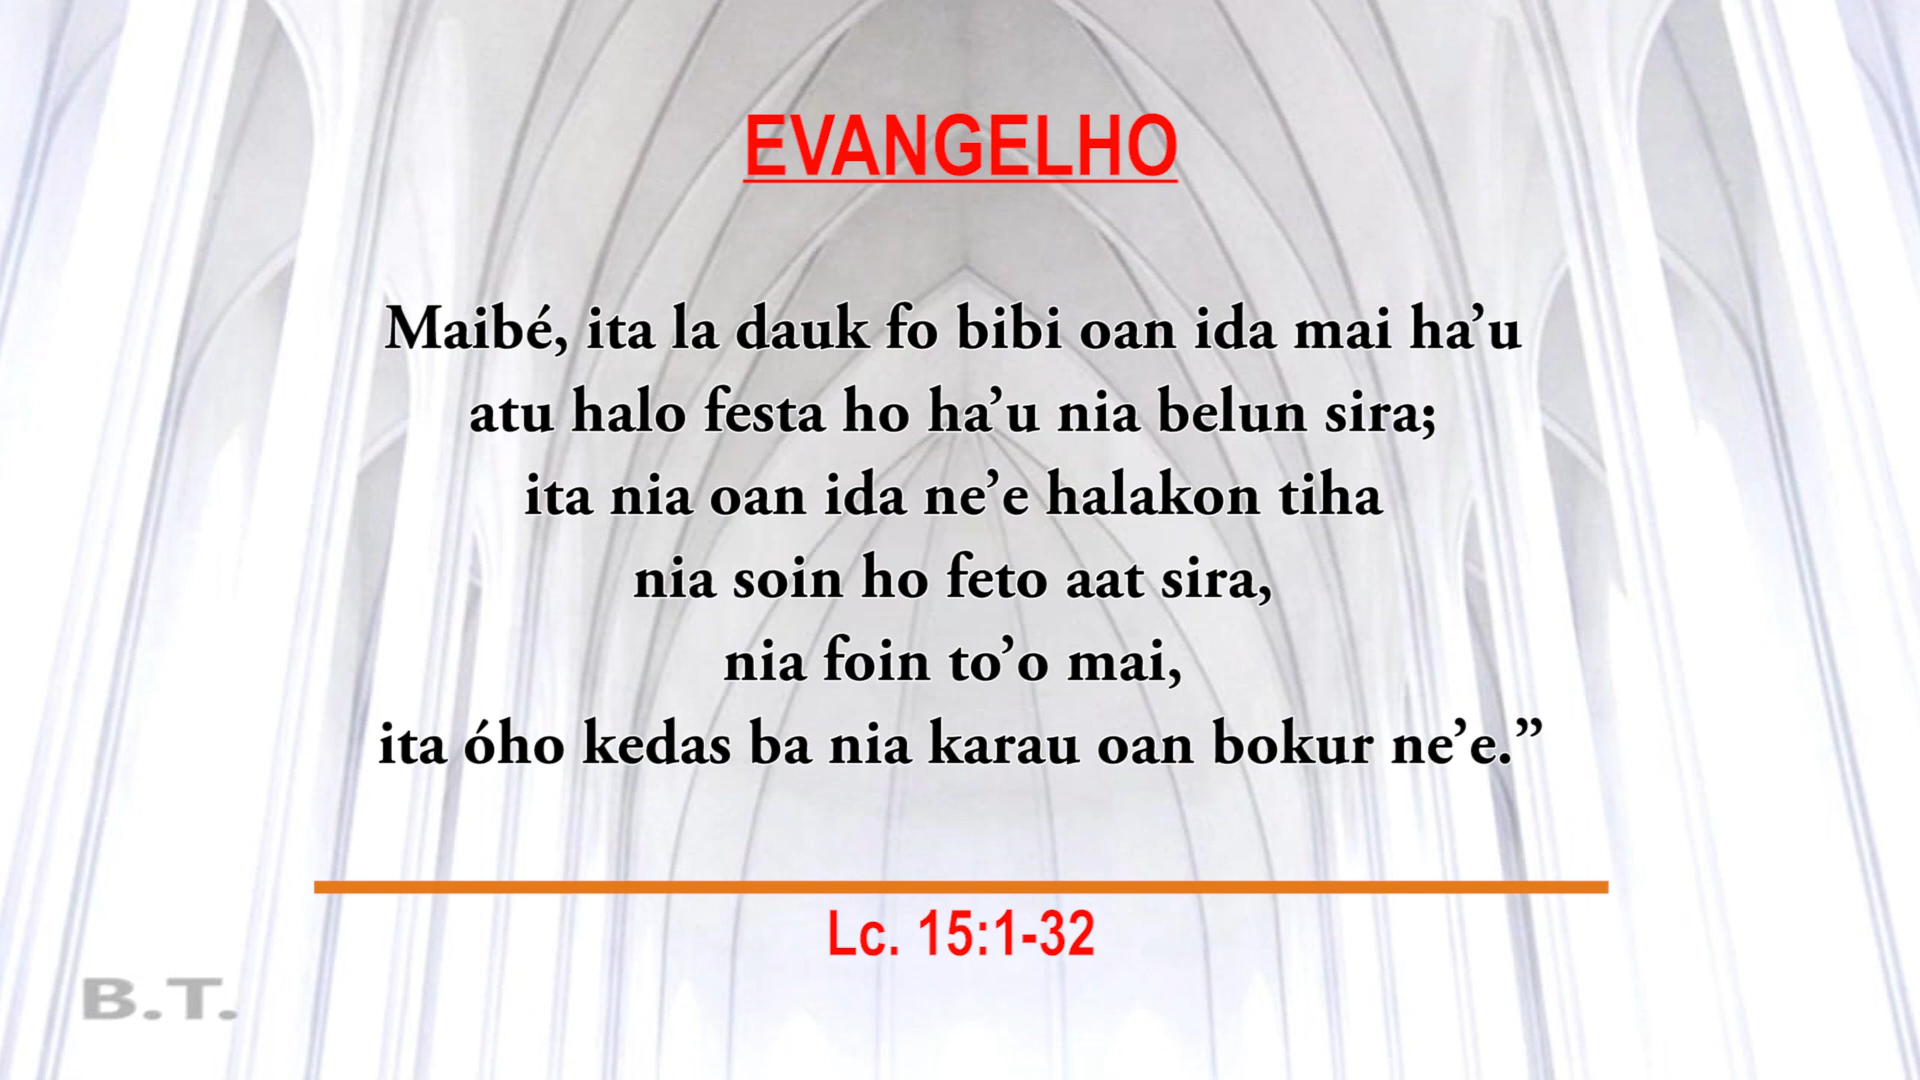 EVANGELHO
Maibé, ita la dauk fo bibi oan ida mai ha’u
atu halo festa ho ha’u nia belun sira;
ita nia oan ida ne’e halakon tiha
nia soin ho feto aat sira,
nia foin to’o mai,
ita óho kedas ba nia karau oan bokur ne’e.”
Lc. 15:1-32
B.T.